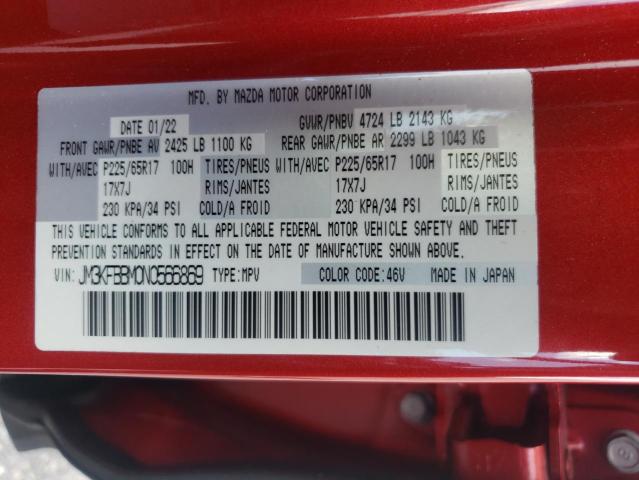 MFD. BY MAZDA MOTOR CORPORATION
DATE 01/22 GVWR/PNBV 4724 LB 2143 KG
FRONT GAWR/PNBE AV 2425 LB 1100 KG REAR GAWR/PNBE AR 2299 LB 1043 KG
WITH/AVEC P225/65R17 100H TIRES/PNEUS WITH/AVEC P225/65R17 100H TIRES/PNEUS
17X7J RIMS/JANTES 17X7J RIMS/JANTES
230 KPA/34 PSI COLD/A FROID 230 KPA/34 PSI COLD/A FROID
THIS VEHICLE CONFORMS TO ALL APPLICABLE FEDERAL MOTOR VEHICLE SAFETY AND THEFT
PREVENTION STANDARDS IN EFFECT ON THE DATE OF MANUFACTURE SHOWN ABOVE.
VIN: JM3KFBBM0N0566869 TYPE:MPV COLOR CODE:46V MADE IN JAPAN